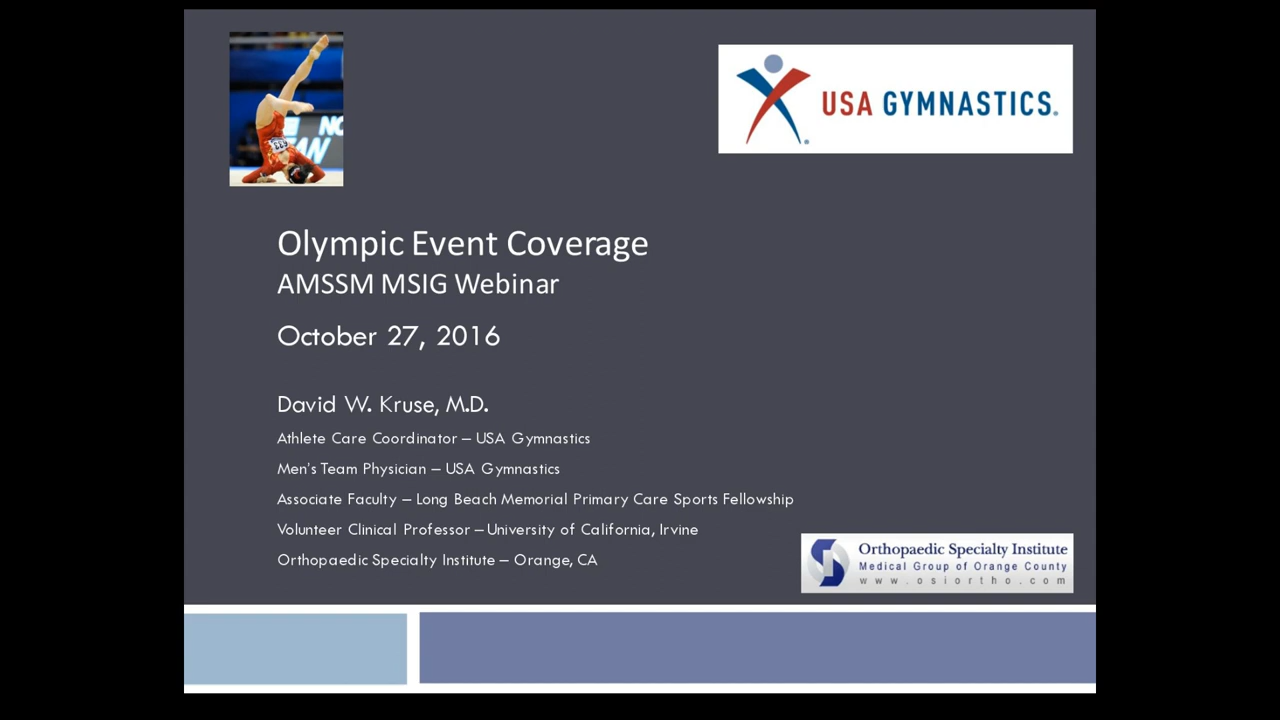 USA GYMNASTICS®
Olympic Event Coverage
AMSSM MSIG Webinar
October 27, 2016
David W. Kruse, M.D.
Athlete Care Coordinator – USA Gymnastics
Men's Team Physician – USA Gymnastics
Associate Faculty – Long Beach Memorial Primary Care Sports Fellowship
Volunteer Clinical Professor – University of California, Irvine
Orthopaedic Specialty Institute – Orange, CA
Orthopaedic Specialty Institute
Medical Group of Orange County
www.osiortho.com